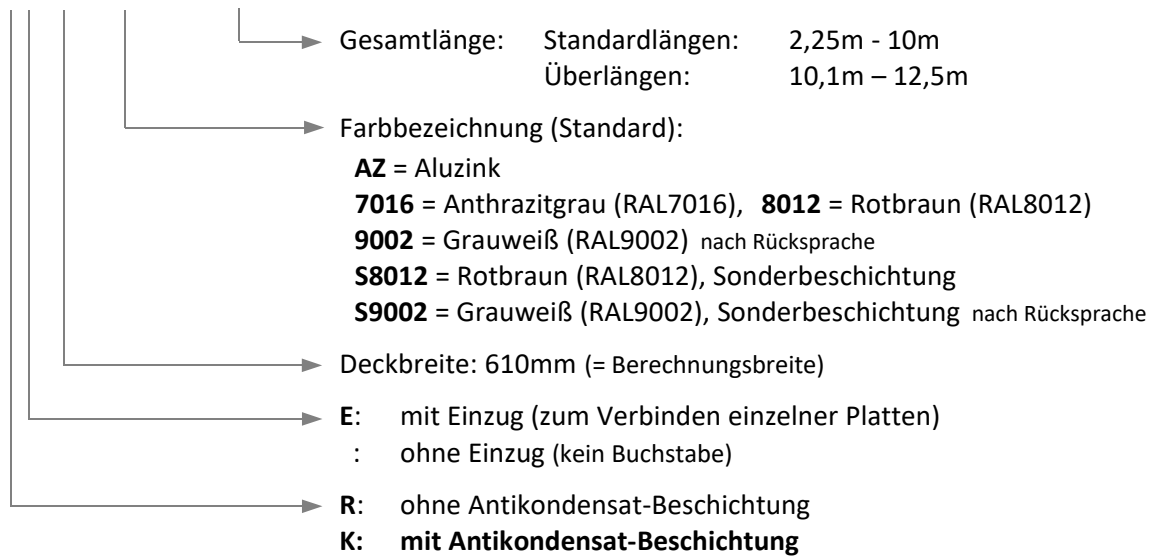 Gesamtlänge: Standardlängen: 2,25m - 10m
Überlängen: 10,1m – 12,5m
Farbbezeichnung (Standard):
AZ = Aluzink
7016 = Anthrazitgrau (RAL7016), 8012 = Rotbraun (RAL8012)
9002 = Grauweiß (RAL9002) nach Rücksprache
S8012 = Rotbraun (RAL8012), Sonderbeschichtung
S9002 = Grauweiß (RAL9002), Sonderbeschichtung nach Rücksprache
Deckbreite: 610mm (= Berechnungsbreite)
E: mit Einzug (zum Verbinden einzelner Platten)
: ohne Einzug (kein Buchstabe)
R: ohne Antikondensat-Beschichtung
K: mit Antikondensat-Beschichtung